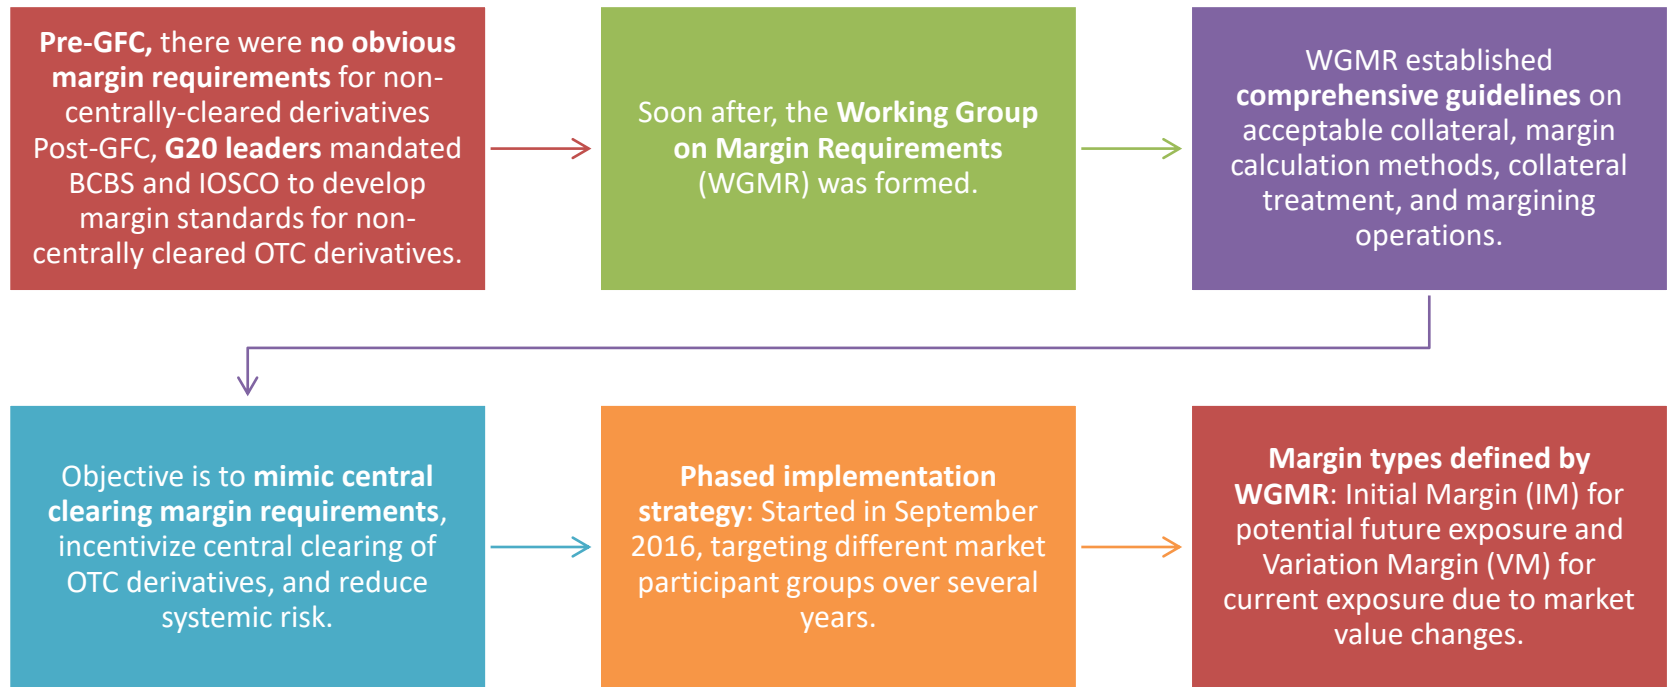 Pre-GFC, there were no obvious
margin requirements for non-
centrally-cleared derivatives
Post-GFC, G20 leaders mandated
BCBS and IOSCO to develop
margin standards for non-
centrally cleared OTC derivatives.
Soon after, the Working Group
on Margin Requirements
(WGMR) was formed.
WGMR established
comprehensive guidelines on
acceptable collateral, margin
calculation methods, collateral
treatment, and margining
operations.
Objective is to mimic central
clearing margin requirements,
incentivize central clearing of
OTC derivatives, and reduce
systemic risk.
Phased implementation
strategy: Started in September
2016, targeting different market
participant groups over several
years.
Margin types defined by
WGMR: Initial Margin (IM) for
potential future exposure and
Variation Margin (VM) for
current exposure due to market
value changes.